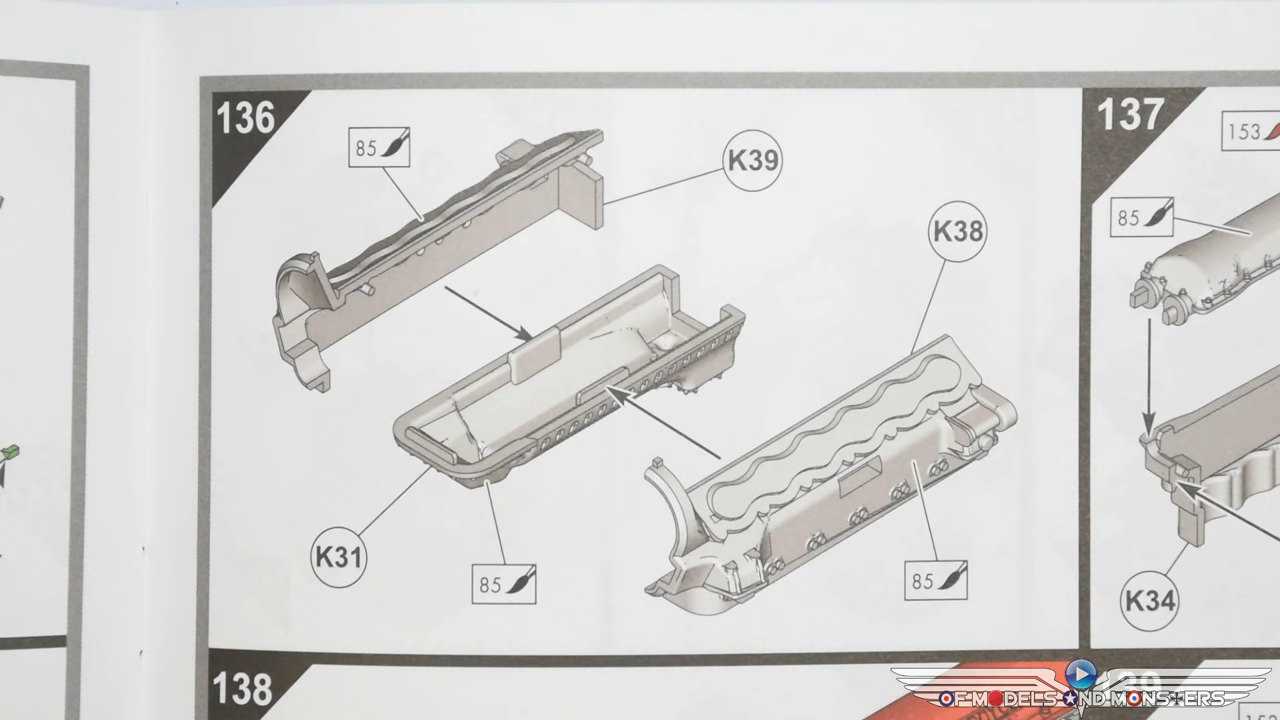 136
85
K39
K38
K31
85
85
137
153
85
K34
138
OF MODELS AND MONSTERS